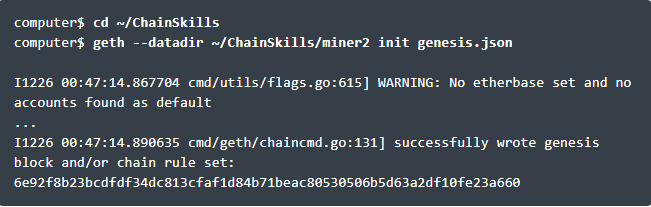 computer$ cd ~/ChainSkills
computer$ geth --datadir ~/ChainSkills/miner2 init genesis.json
I1226 00:47:14.867704 cmd/utils/flags.go:615] WARNING: No etherbase set and no
accounts found as default
...
I1226 00:47:14.890635 cmd/geth/chaincmd.go:131] successfully wrote genesis
block and/or chain rule set:
6e92f8b23bcdfdf34dc813cfaf1d84b71beac80530506b5d63a2df10fe23a660